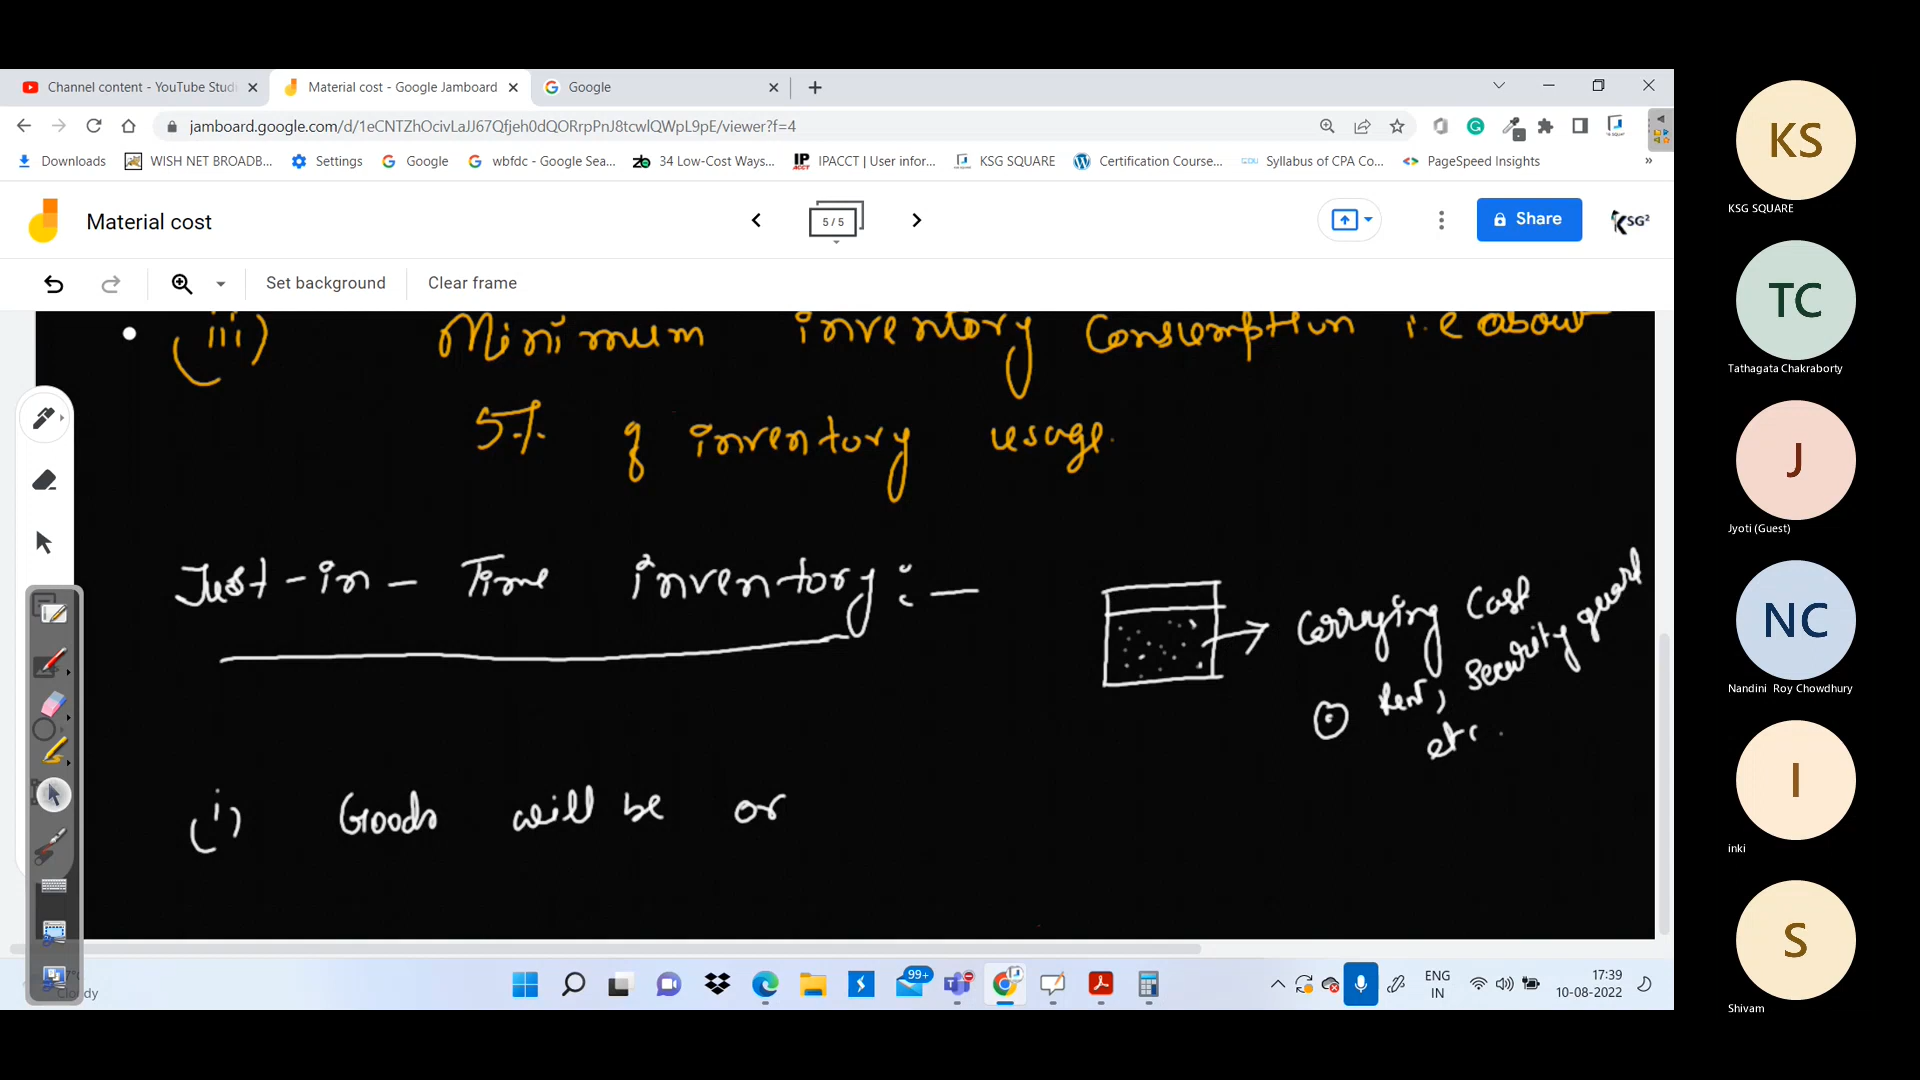 Channel content - YouTube Stud
Material cost - Google Jamboard
Google
jamboard.google.com/d/1eCNTZhOcivLaJJ67Qfjeh0dQORrpPnJ8tcwlQWpL9pE/viewer?f=4
Downloads WISH NET BROADB... Settings Google wbfdc - Google Sea... 34 Low-Cost Ways... IPACCT | User infor... KSG SQUARE Certification Course... Syllabus of CPA Co... PageSpeed Insights »
Material cost
5/5
Share
KSG²
Set background Clear frame
(iii) Minimum inventory Consumption i.e about
5% of inventory usage.
Just-in-Time inventory:-
Carrying Cost
Rent, Security guard
etc.
(i) Goods will be or
Cloudy
99+
ENG
IN
17:39
10-08-2022
KS
KSG SQUARE
TC
Tathagata Chakraborty
J
Jyoti (Guest)
NC
Nandini Roy Chowdhury
I
inki
S
Shivam